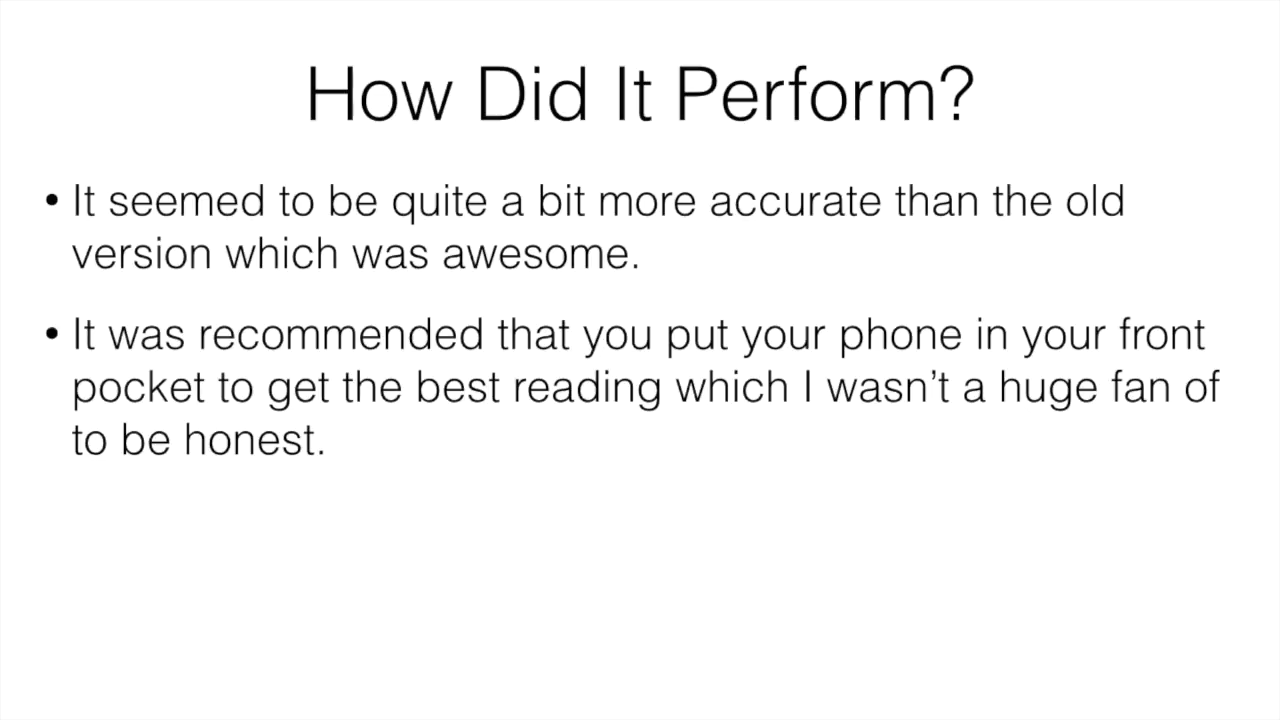 How Did It Perform?
• It seemed to be quite a bit more accurate than the old
version which was awesome.
• It was recommended that you put your phone in your front
pocket to get the best reading which I wasn’t a huge fan of
to be honest.